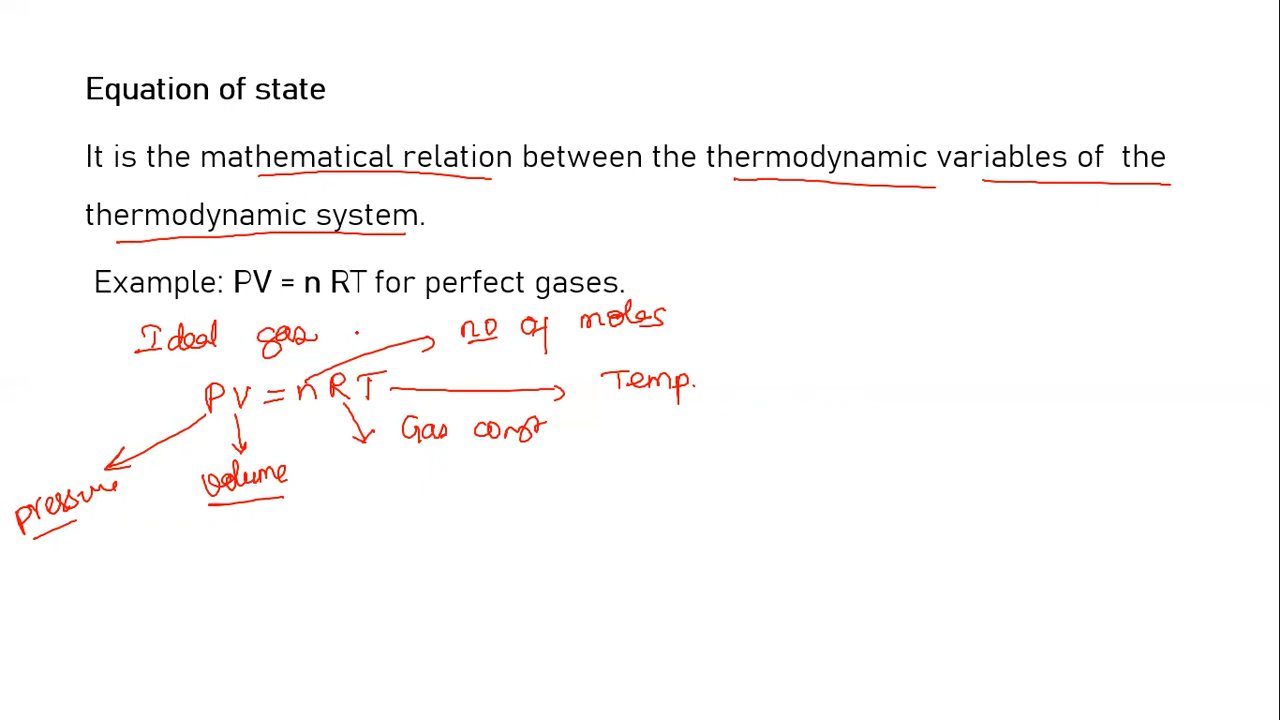 Equation of state
It is the mathematical relation between the thermodynamic variables of the
thermodynamic system.
Example: PV = n RT for perfect gases.
Ideal gas . no of moles
PV = nRT Temp.
Gas const
volume
pressure